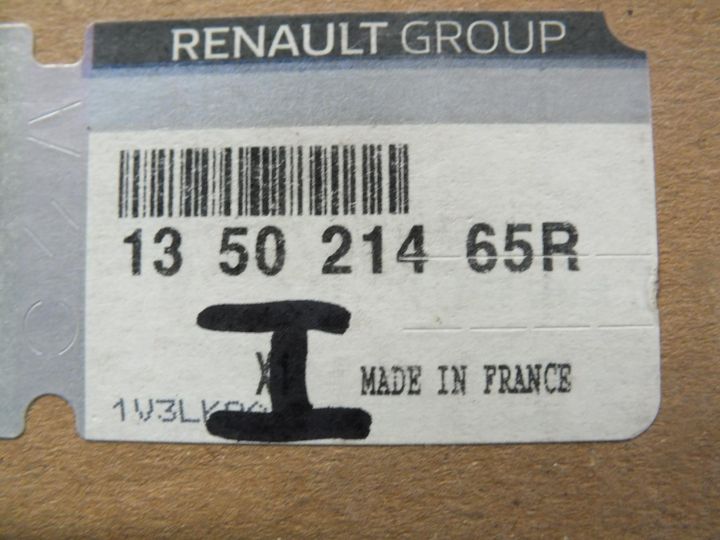 RENAULT GROUP
13 50 214 65R
I
MADE IN FRANCE